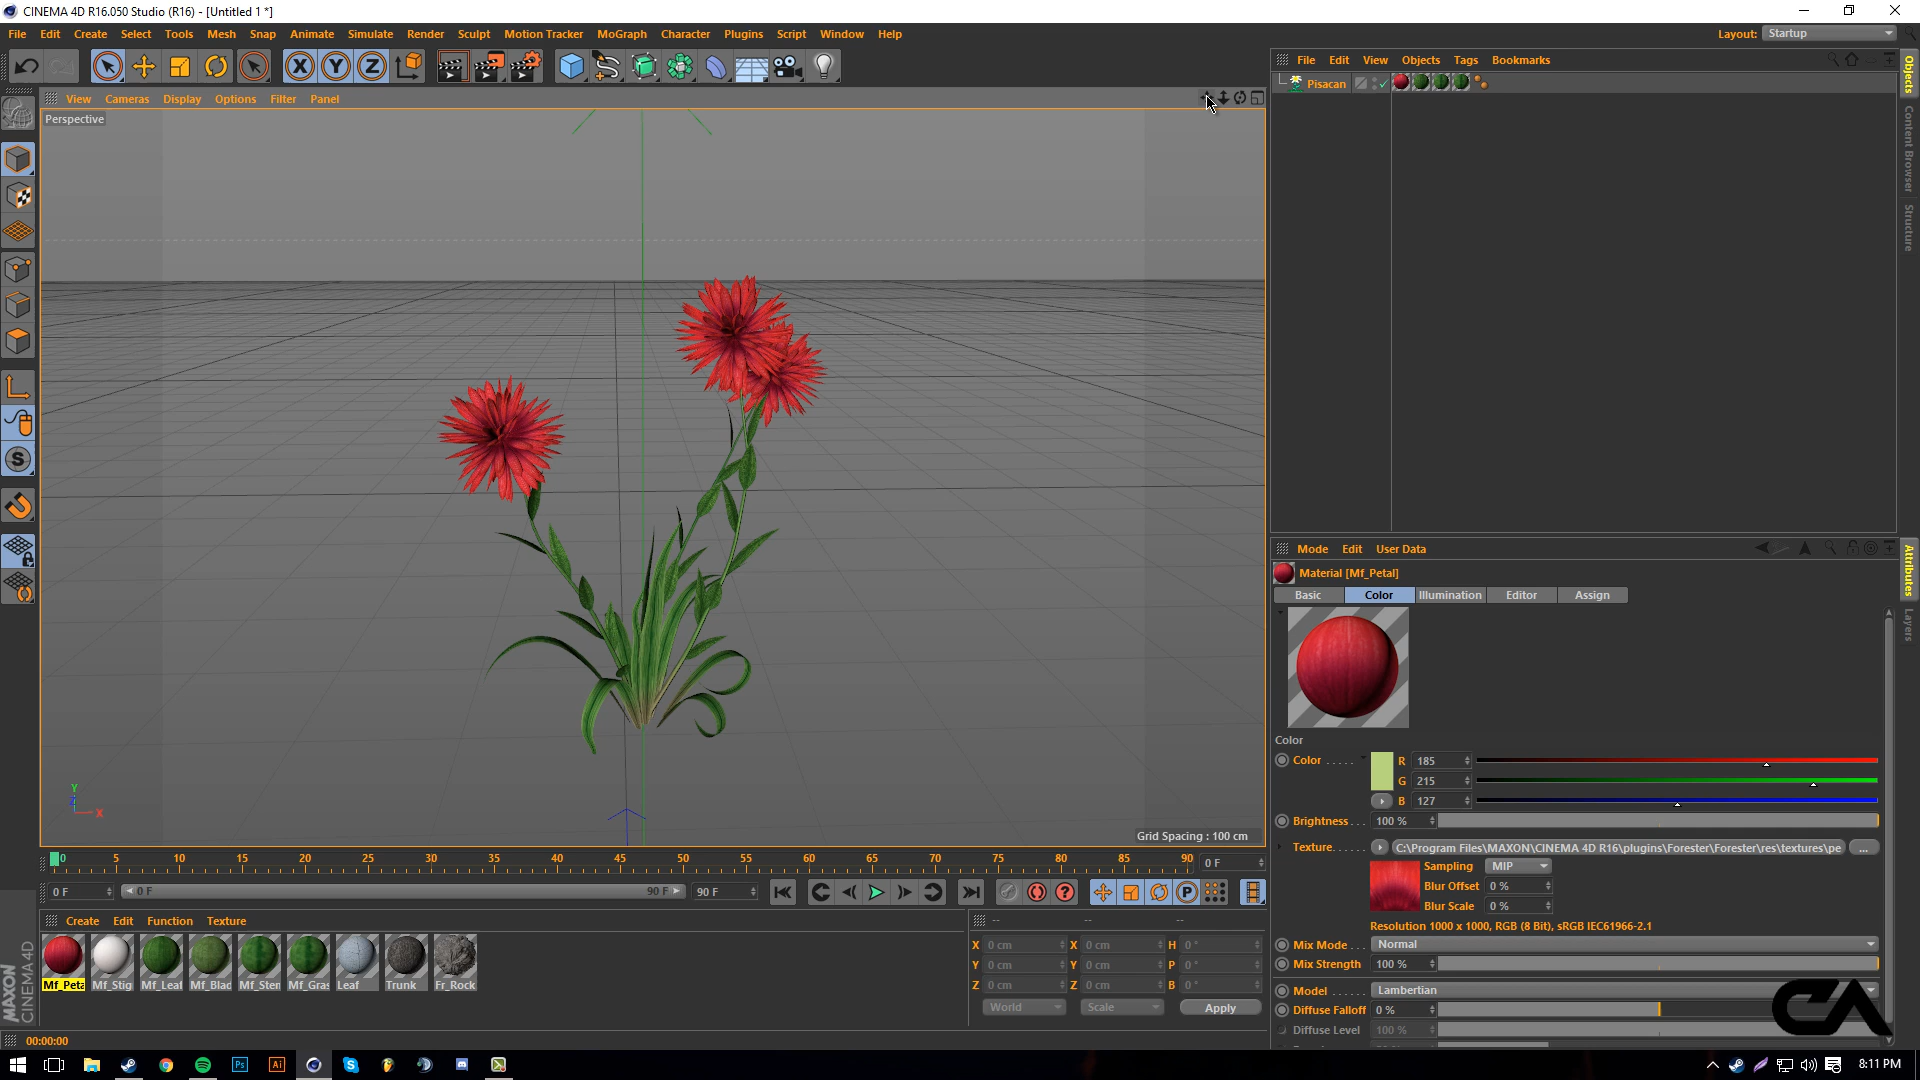 CINEMA 4D R16.050 Studio (R16) - [Untitled 1 *]
File Edit Create Select Tools Mesh Snap Animate Simulate Render Sculpt Motion Tracker MoGraph Character Plugins Script Window Help
Layout: Startup
View Cameras Display Options Filter Panel
Perspective
Grid Spacing : 100 cm
Y
Z
X
File Edit View Objects Tags Bookmarks
Pisacan
Objects
Content Browser
Structure
Mode Edit User Data
Material [Mf_Petal]
Basic Color Illumination Editor Assign
Attributes
Layers
Color
Color . . . . . R 185
G 215
B 127
Brightness . . . 100 %
Texture. . . . . . C:\Program Files\MAXON\CINEMA 4D R16\plugins\Forester\Forester\res\textures\pe ...
Sampling MIP
Blur Offset 0 %
Blur Scale 0 %
Resolution 1000 x 1000, RGB (8 Bit), sRGB IEC61966-2.1
Mix Mode . . . Normal
Mix Strength 100 %
Model . . . . . . Lambertian
Diffuse Falloff 0 %
Diffuse Level 100 %
0 5 10 15 20 25 30 35 40 45 50 55 60 65 70 75 80 85 90 0 F
0 F 0 F 90 F 90 F
Create Edit Function Texture
Mf_Peta Mf_Stig Mf_Leaf Mf_Blad Mf_Sten Mf_Gras Leaf Trunk Fr_Rock
-- -- --
X 0 cm X 0 cm H 0 °
Y 0 cm Y 0 cm P 0 °
Z 0 cm Z 0 cm B 0 °
World Scale Apply
MAXON
CINEMA 4D
00:00:00
CA
8:11 PM